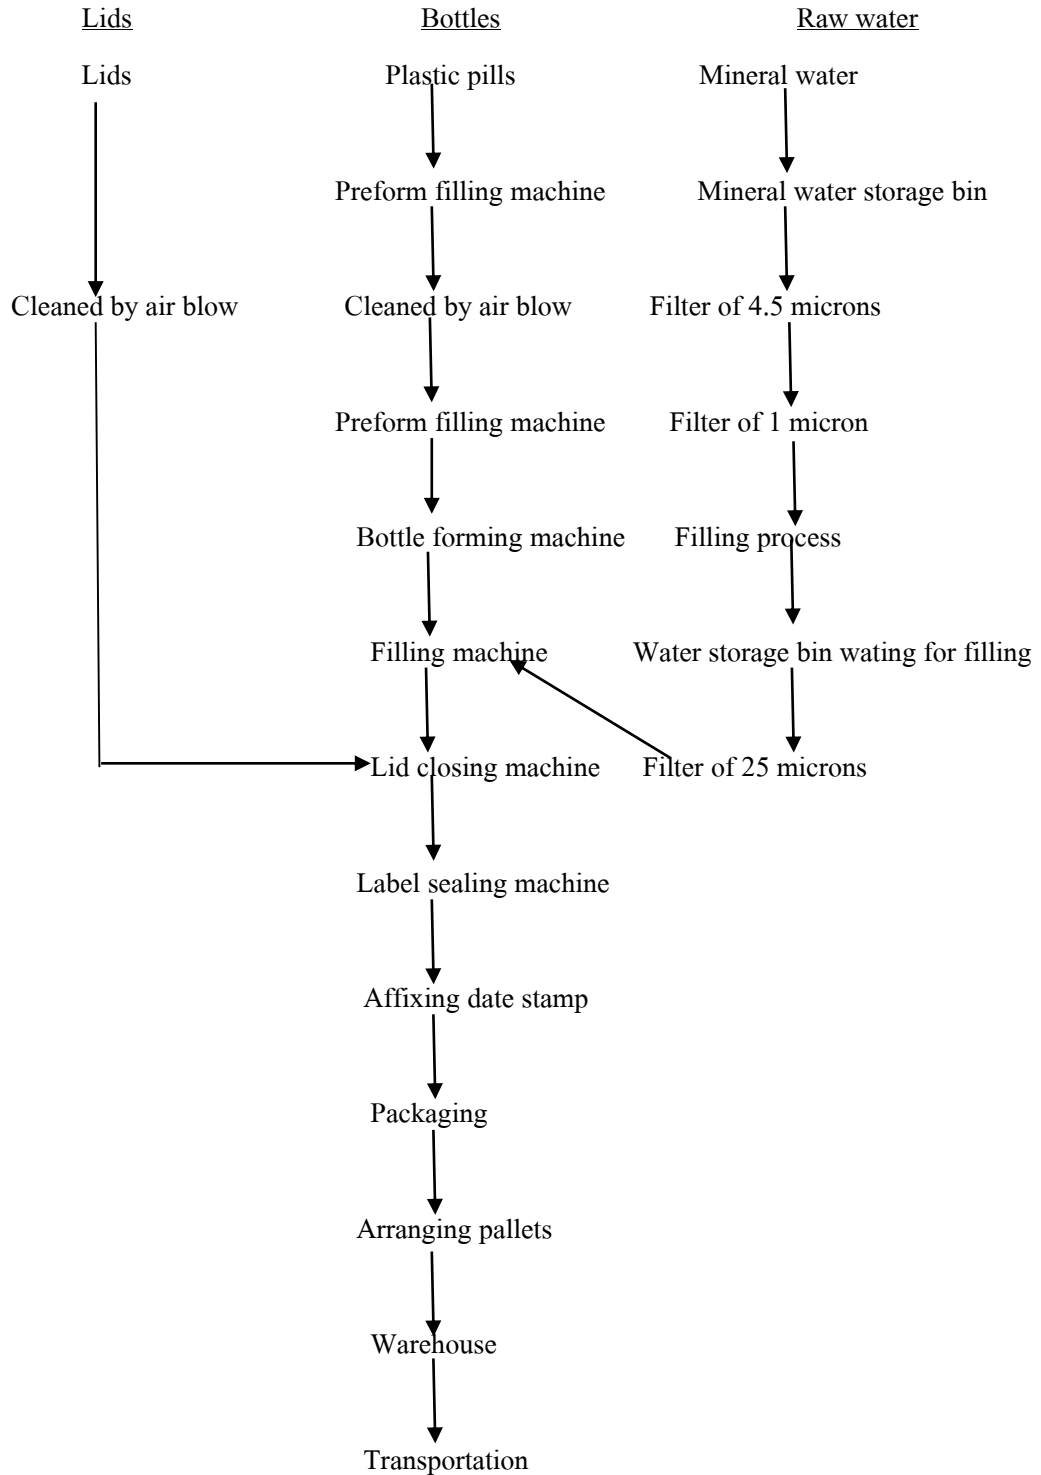 Lids Bottles Raw water
Lids Plastic pills Mineral water
Preform filling machine Mineral water storage bin
Cleaned by air blow Cleaned by air blow Filter of 4.5 microns
Preform filling machine Filter of 1 micron
Bottle forming machine Filling process
Filling machine Water storage bin wating for filling
Lid closing machine Filter of 25 microns
Label sealing machine
Affixing date stamp
Packaging
Arranging pallets
Warehouse
Transportation